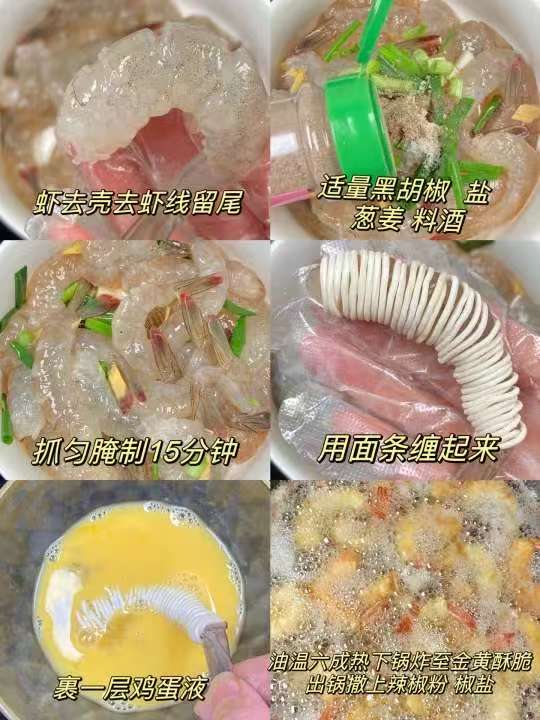 虾去壳去虾线留尾
适量黑胡椒 盐
葱姜 料酒
抓匀腌制15分钟
用面条缠起来
裹一层鸡蛋液
油温六成热下锅炸至金黄酥脆
出锅撒上辣椒粉 椒盐